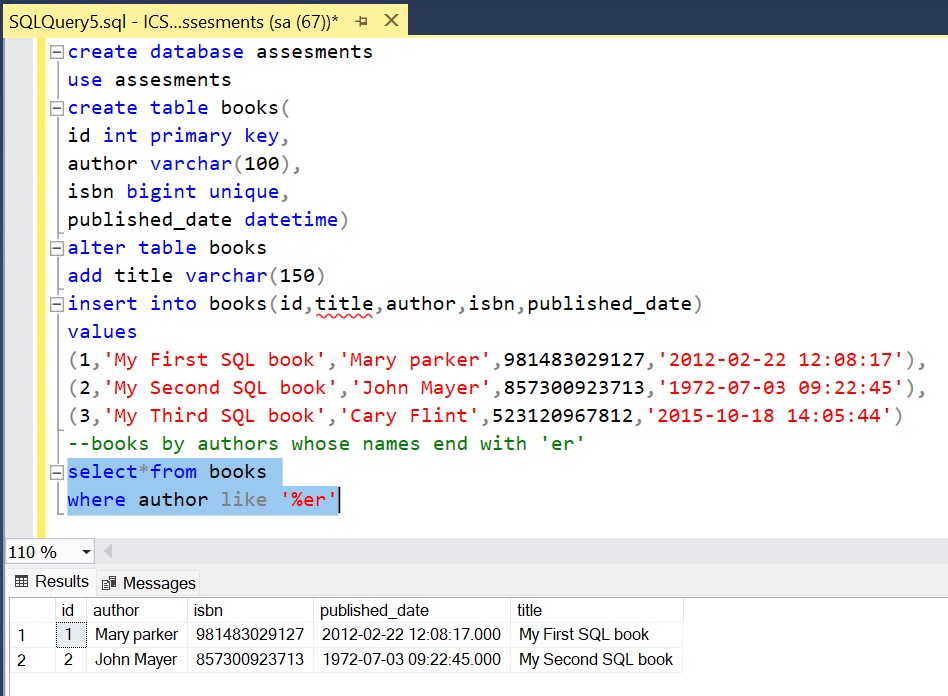 SQLQuery5.sql - ICS...ssesments (sa (67))*
create database assesments
use assesments
create table books(
id int primary key,
author varchar(100),
isbn bigint unique,
published_date datetime)
alter table books
add title varchar(150)
insert into books(id,title,author,isbn,published_date)
values
(1,'My First SQL book','Mary parker',981483029127,'2012-02-22 12:08:17'),
(2,'My Second SQL book','John Mayer',857300923713,'1972-07-03 09:22:45'),
(3,'My Third SQL book','Cary Flint',523120967812,'2015-10-18 14:05:44')
--books by authors whose names end with 'er'
select*from books
where author like '%er'
110 %
Results Messages
id author isbn published_date title
1 1 Mary parker 981483029127 2012-02-22 12:08:17.000 My First SQL book
2 2 John Mayer 857300923713 1972-07-03 09:22:45.000 My Second SQL book